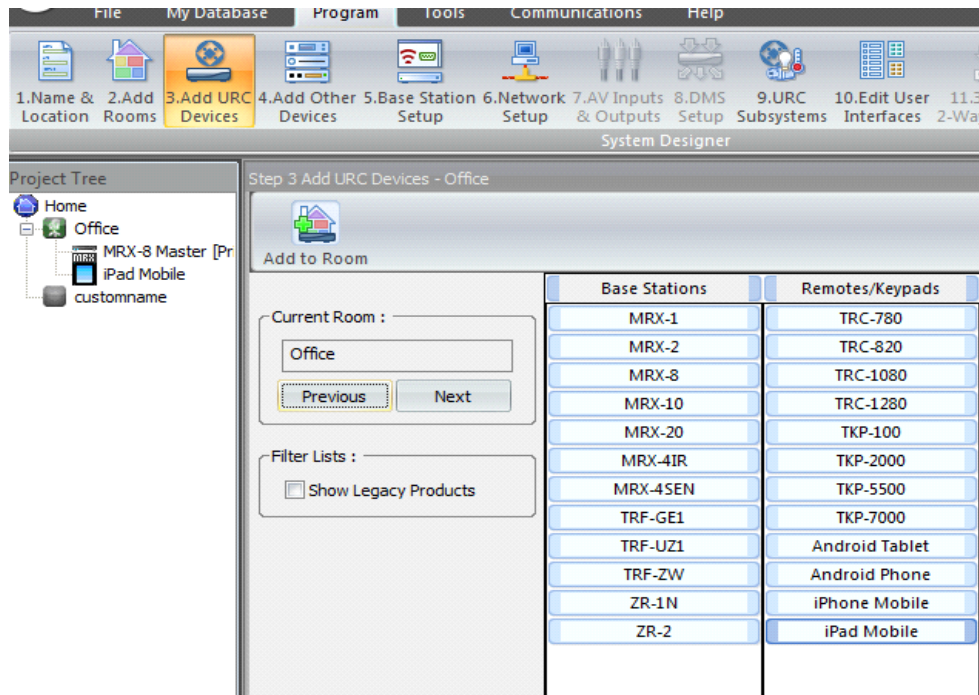 File My Database Program Tools Communications Help
1.Name & Location
2.Add Rooms
3.Add URC Devices
4.Add Other Devices
5.Base Station Setup
6.Network Setup
7.AV Inputs & Outputs
8.DMS Setup
9.URC Subsystems
10.Edit User Interfaces
System Designer
Project Tree
Home
Office
MRX-8 Master [Pr
iPad Mobile
customname
Step 3 Add URC Devices - Office
Add to Room
Current Room :
Office
Previous Next
Filter Lists :
Show Legacy Products
Base Stations
MRX-1
MRX-2
MRX-8
MRX-10
MRX-20
MRX-4IR
MRX-4SEN
TRF-GE1
TRF-UZ1
TRF-ZW
ZR-1N
ZR-2
Remotes/Keypads
TRC-780
TRC-820
TRC-1080
TRC-1280
TKP-100
TKP-2000
TKP-5500
TKP-7000
Android Tablet
Android Phone
iPhone Mobile
iPad Mobile